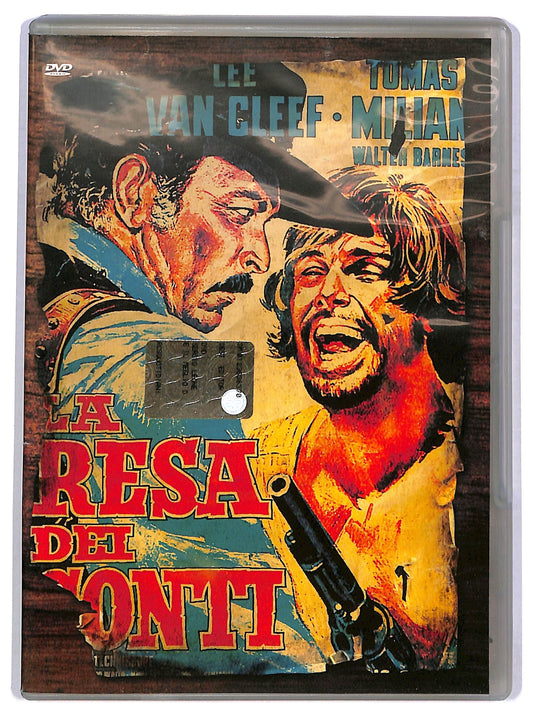 DVD
LEE
VAN CLEEF • TOMAS
MILIAN
WALTER BARNES
LA
RESA
DEI
CONTI